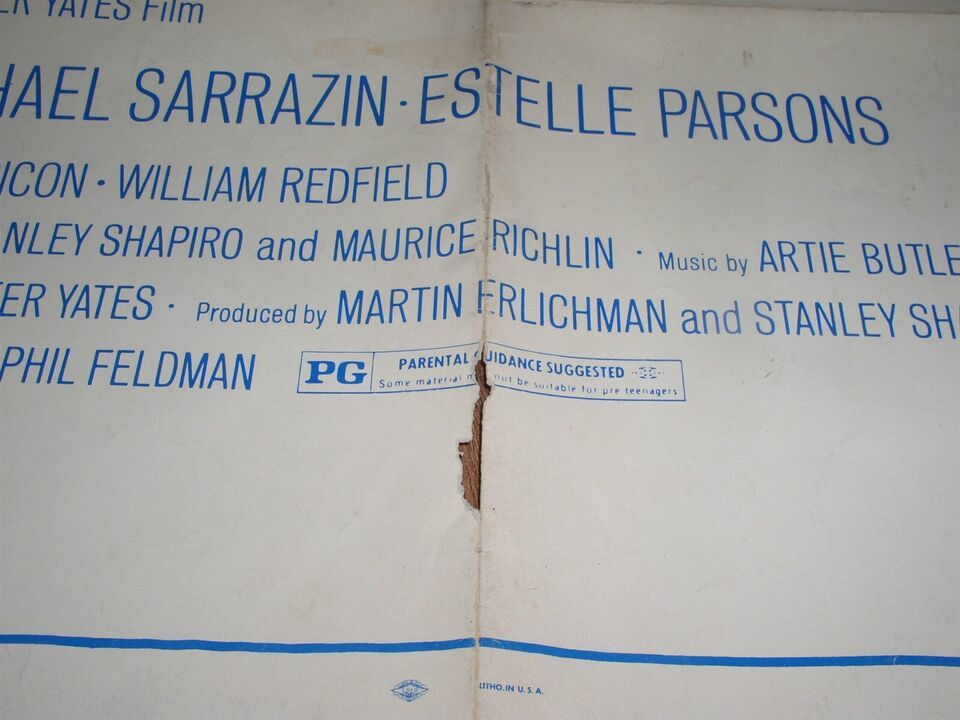 ER YATES Film
HAEL SARRAZIN · ESTELLE PARSONS
ICON · WILLIAM REDFIELD
NLEY SHAPIRO and MAURICE RICHLIN · Music by ARTIE BUTLE
ER YATES · Produced by MARTIN ERLICHMAN and STANLEY SH
PHIL FELDMAN
PG PARENTAL GUIDANCE SUGGESTED
Some material m not be suitable for pre teenagers
LITHO. IN U.S.A.